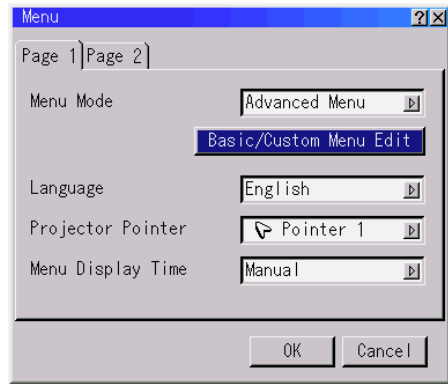 Menu ? X
Page 1 Page 2
Menu Mode Advanced Menu
Basic/Custom Menu Edit
Language English
Projector Pointer Pointer 1
Menu Display Time Manual
OK Cancel